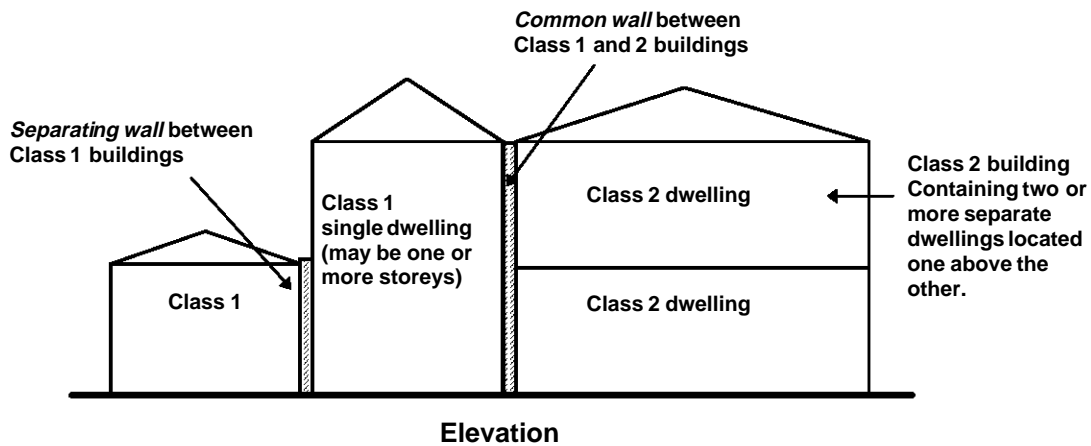 Common wall between
Class 1 and 2 buildings
Separating wall between
Class 1 buildings
Class 1
single dwelling
(may be one or
more storeys)
Class 2 dwelling
Class 2 building
Containing two or
more separate
dwellings located
one above the
other.
Class 1
Class 2 dwelling
Elevation